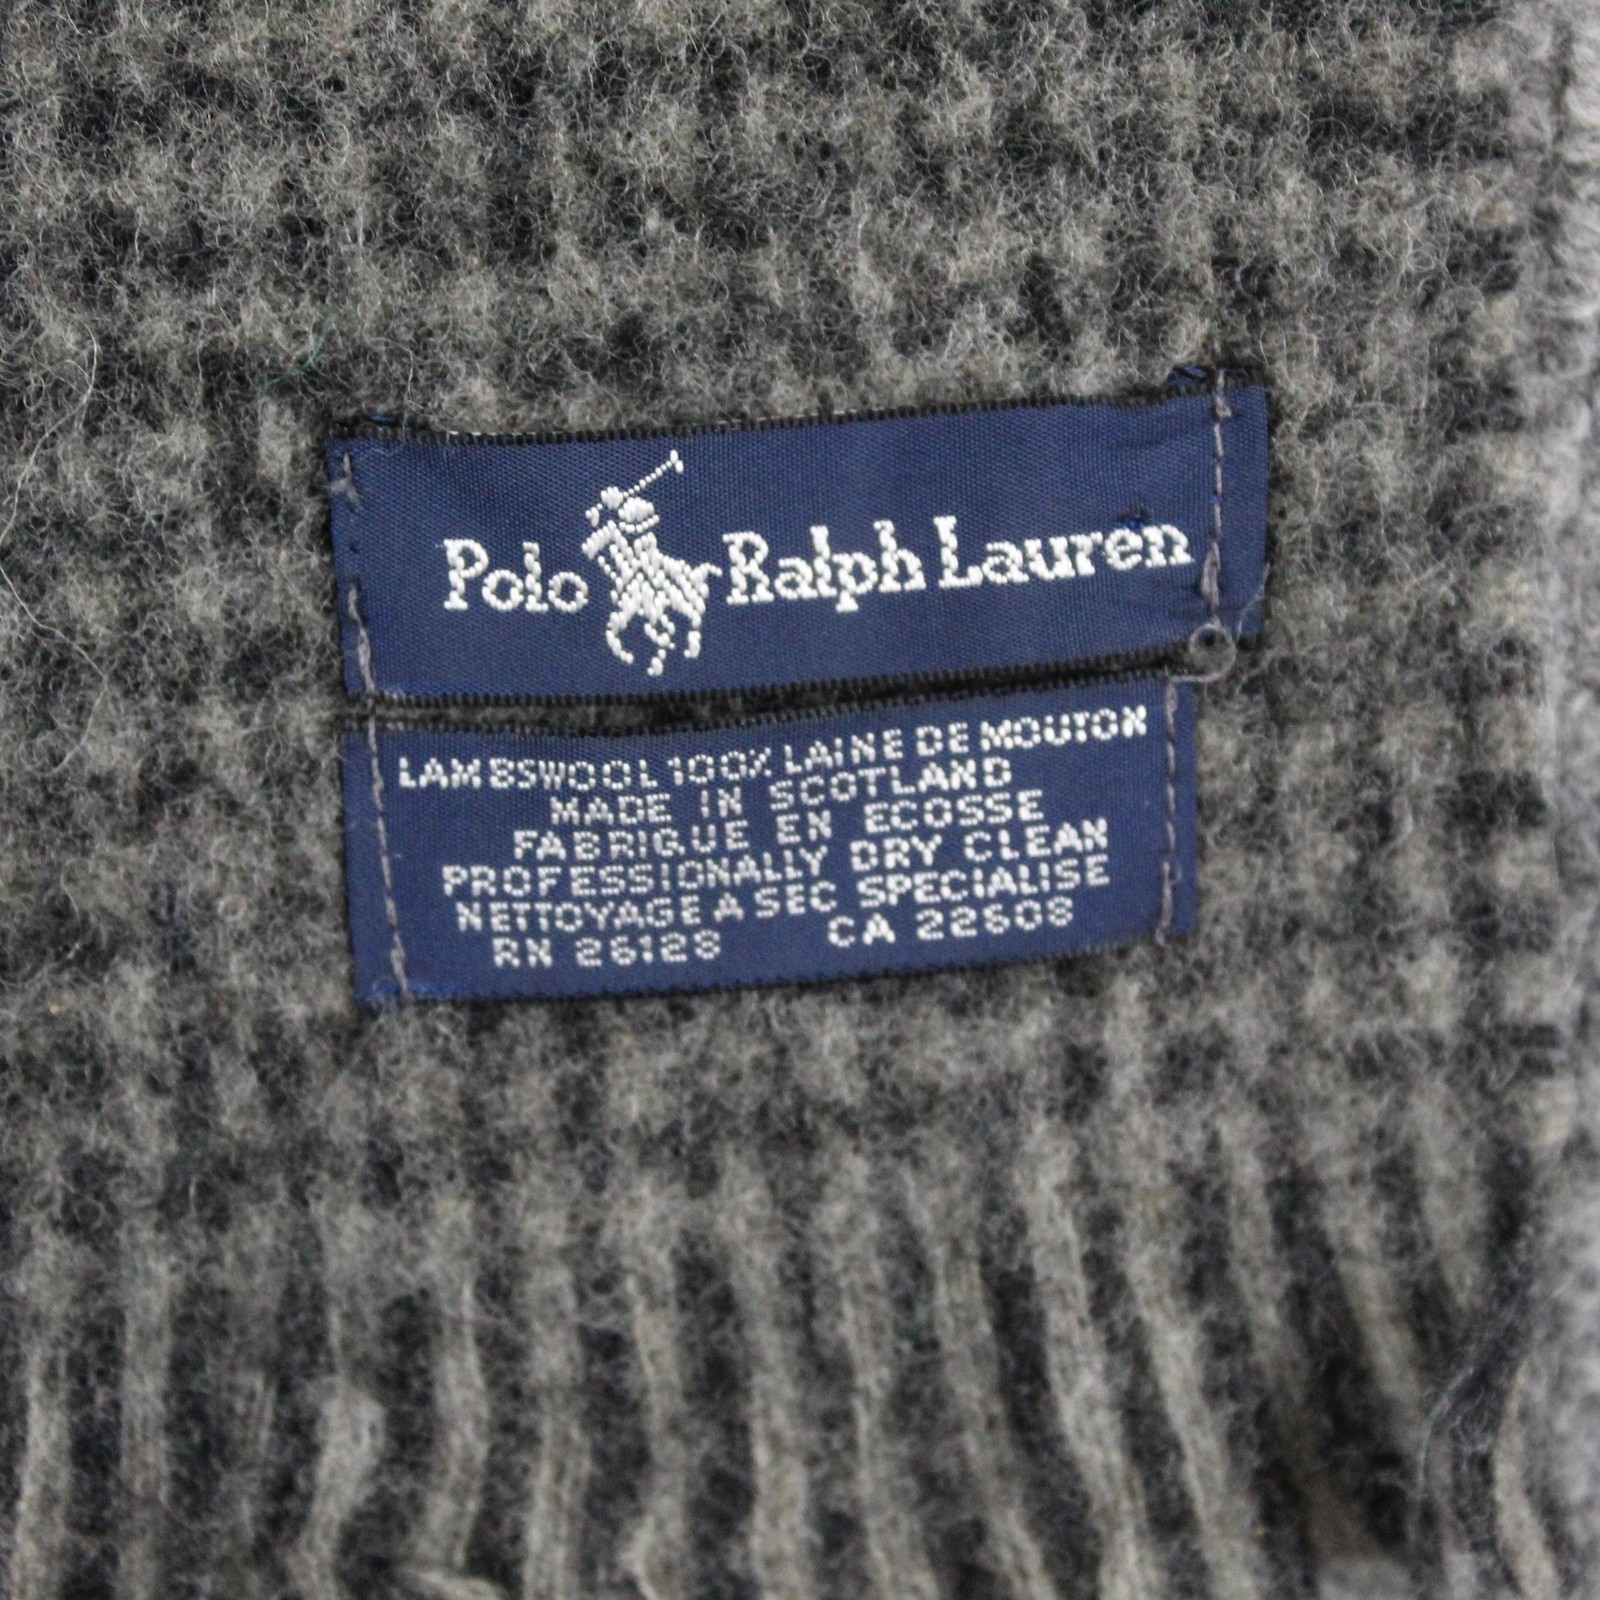 Polo Ralph Lauren
LAMBSWOOL 100% LAINE DE MOUTON
MADE IN SCOTLAND
FABRIQUE EN ECOSSE
PROFESSIONALLY DRY CLEAN
NETTOYAGE A SEC SPECIALISE
RN 26128 CA 22608